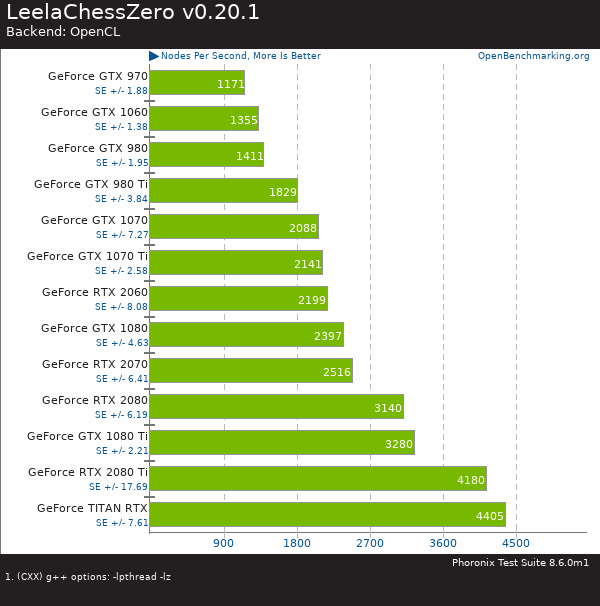 LeelaChessZero v0.20.1
Backend: OpenCL
Nodes Per Second, More Is Better
OpenBenchmarking.org
GeForce GTX 970
SE +/- 1.88
1171
GeForce GTX 1060
SE +/- 1.38
1355
GeForce GTX 980
SE +/- 1.95
1411
GeForce GTX 980 Ti
SE +/- 3.84
1829
GeForce GTX 1070
SE +/- 7.27
2088
GeForce GTX 1070 Ti
SE +/- 2.58
2141
GeForce RTX 2060
SE +/- 8.08
2199
GeForce GTX 1080
SE +/- 4.63
2397
GeForce RTX 2070
SE +/- 6.41
2516
GeForce RTX 2080
SE +/- 6.19
3140
GeForce GTX 1080 Ti
SE +/- 2.21
3280
GeForce RTX 2080 Ti
SE +/- 17.69
4180
GeForce TITAN RTX
SE +/- 7.61
4405
900 1800 2700 3600 4500
Phoronix Test Suite 8.6.0m1
1. (CXX) g++ options: -lpthread -lz